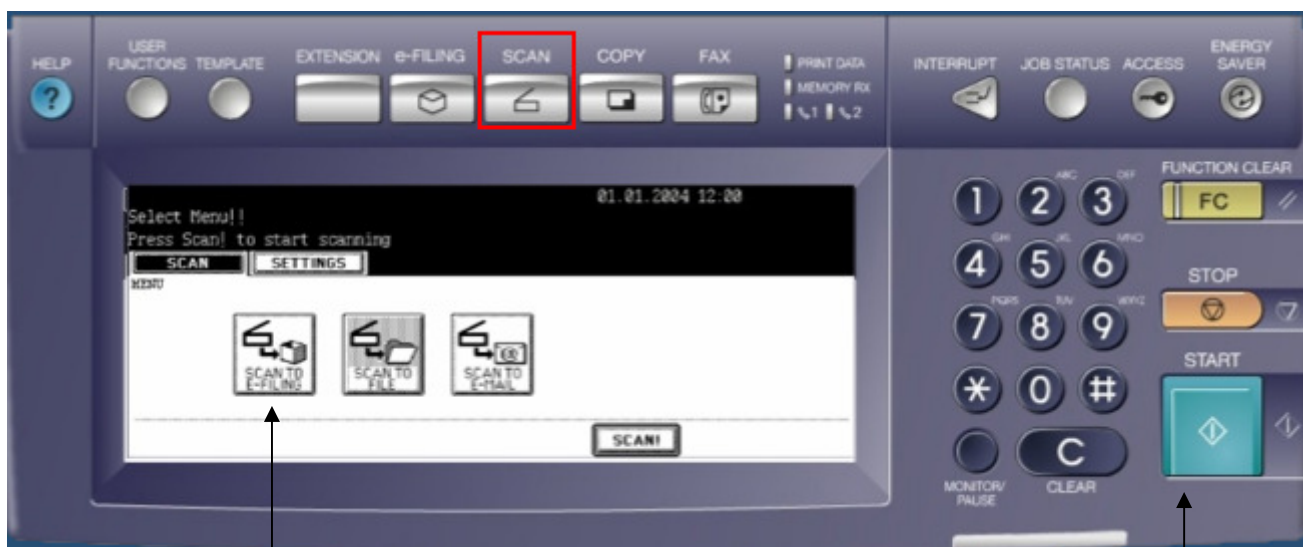 HELP
USER
FUNCTIONS TEMPLATE
EXTENSION e-FILING SCAN COPY FAX
PRINT DATA
MEMORY RX
1 2
INTERRUPT JOB STATUS ACCESS
ENERGY
SAVER
?
01.01.2004 12:00
Select Menu!!
Press Scan! to start scanning
SCAN SETTINGS
MENU
SCAN TO
E-FILING
SCAN TO
FILE
SCAN TO
E-MAIL
SCAN!
ABC DEF
1 2 3
GHI JKL MNO
4 5 6
PQRS TUV WXYZ
7 8 9
* 0 #
C
MONITOR/
PAUSE
CLEAR
FUNCTION CLEAR
FC
STOP
START